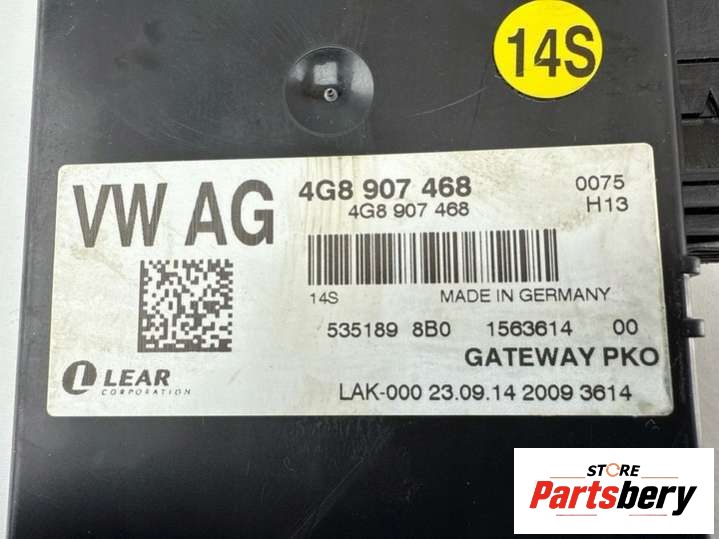 14S
VW AG
4G8 907 468
0075
4G8 907 468
H13
14S
MADE IN GERMANY
535189 8B0 1563614 00
GATEWAY PKO
LEAR
CORPORATION
LAK-000 23.09.14 2009 3614
STORE
Partsbery